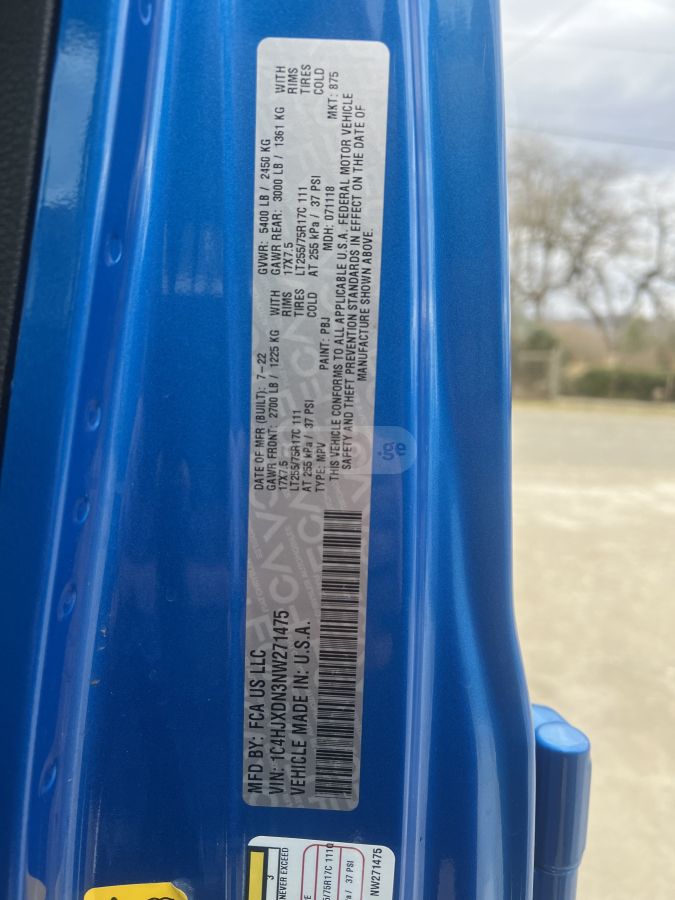 MFD BY: FCA US LLC
DATE OF MFR (BUILT): 7-22
GVWR: 5400 LB / 2450 KG
VIN: 1C4HJXDN3NW271475
GAWR FRONT: 2700 LB / 1225 KG WITH
GAWR REAR: 3000 LB / 1361 KG WITH
17X7.5 RIMS
17X7.5 RIMS
VEHICLE MADE IN: U.S.A.
LT255/75R17C 111 TIRES
LT255/75R17C 111 TIRES
AT 255 kPa / 37 PSI COLD
AT 255 kPa / 37 PSI COLD
TYPE: MPV PAINT: PBJ MDH: 071118 MKT: 875
THIS VEHICLE CONFORMS TO ALL APPLICABLE U.S.A. FEDERAL MOTOR VEHICLE
SAFETY AND THEFT PREVENTION STANDARDS IN EFFECT ON THE DATE OF
MANUFACTURE SHOWN ABOVE.
.ge
3
NEVER EXCEED
5/75R17C 111Q
a / 37 PSI
NW271475